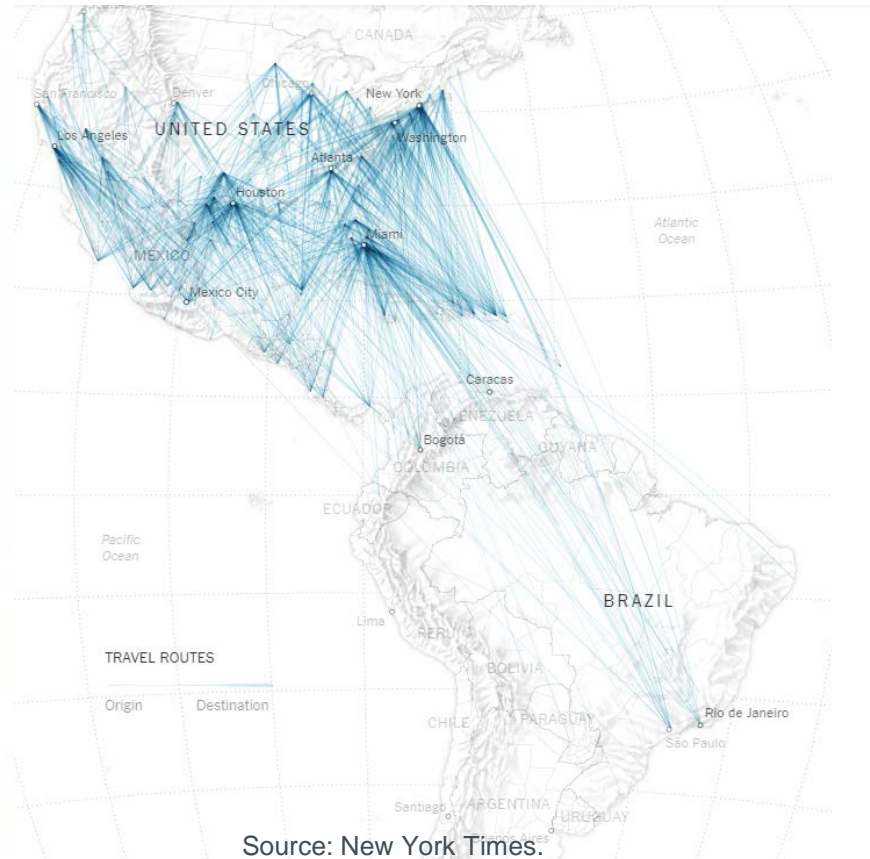 CANADA
San Francisco
Denver
Chicago
New York
UNITED STATES
Los Angeles
Washington
Atlanta
Houston
Atlantic
Ocean
Miami
MEXICO
Mexico City
Caracas
VENEZUELA
Bogotá
GUYANA
COLOMBIA
ECUADOR
Pacific
Ocean
BRAZIL
Lima
PERU
TRAVEL ROUTES
BOLIVIA
Origin Destination
Rio de Janeiro
CHILE
PARAGUAY
São Paulo
Santiago
ARGENTINA
URUGUAY
Buenos Aires
Source: New York Times.